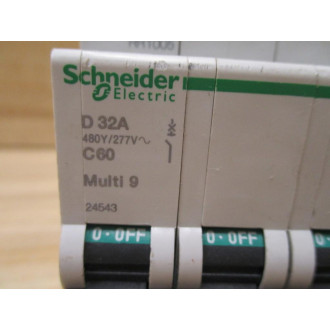 Schneider
Electric
D 32A
480Y/277V~
C60
Multi 9
24543
O·OFF O·OFF